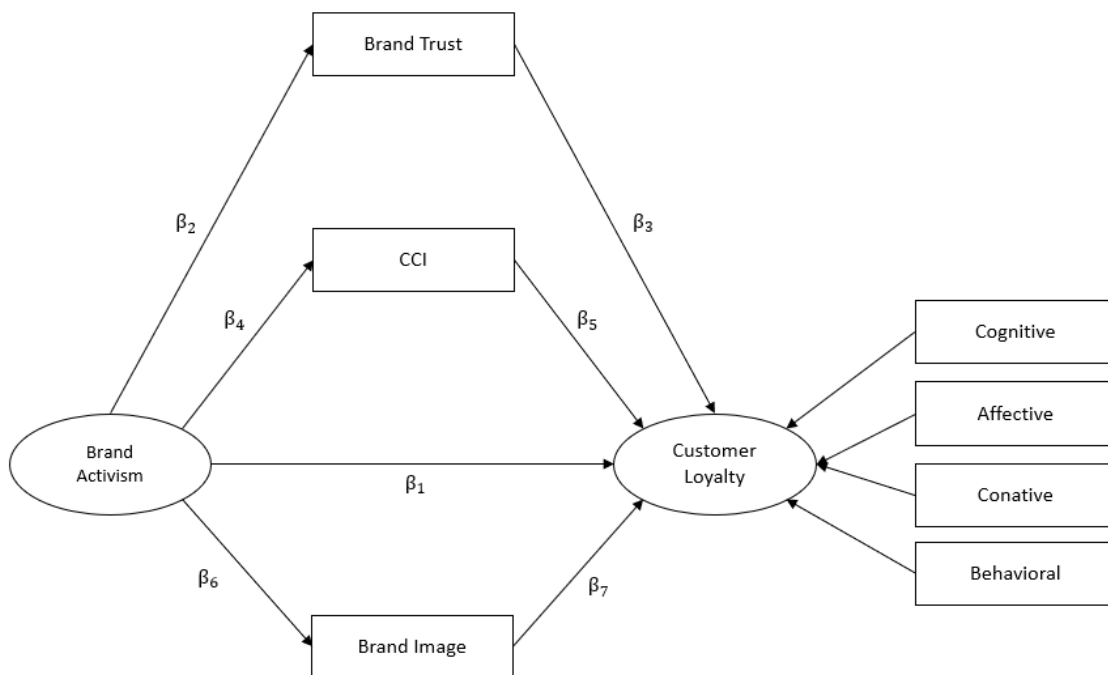 Brand Trust
β₂
β₃
CCI
β₄
β₅
Cognitive
Affective
Brand
Activism
Customer
Loyalty
β₁
Conative
β₆
β₇
Behavioral
Brand Image